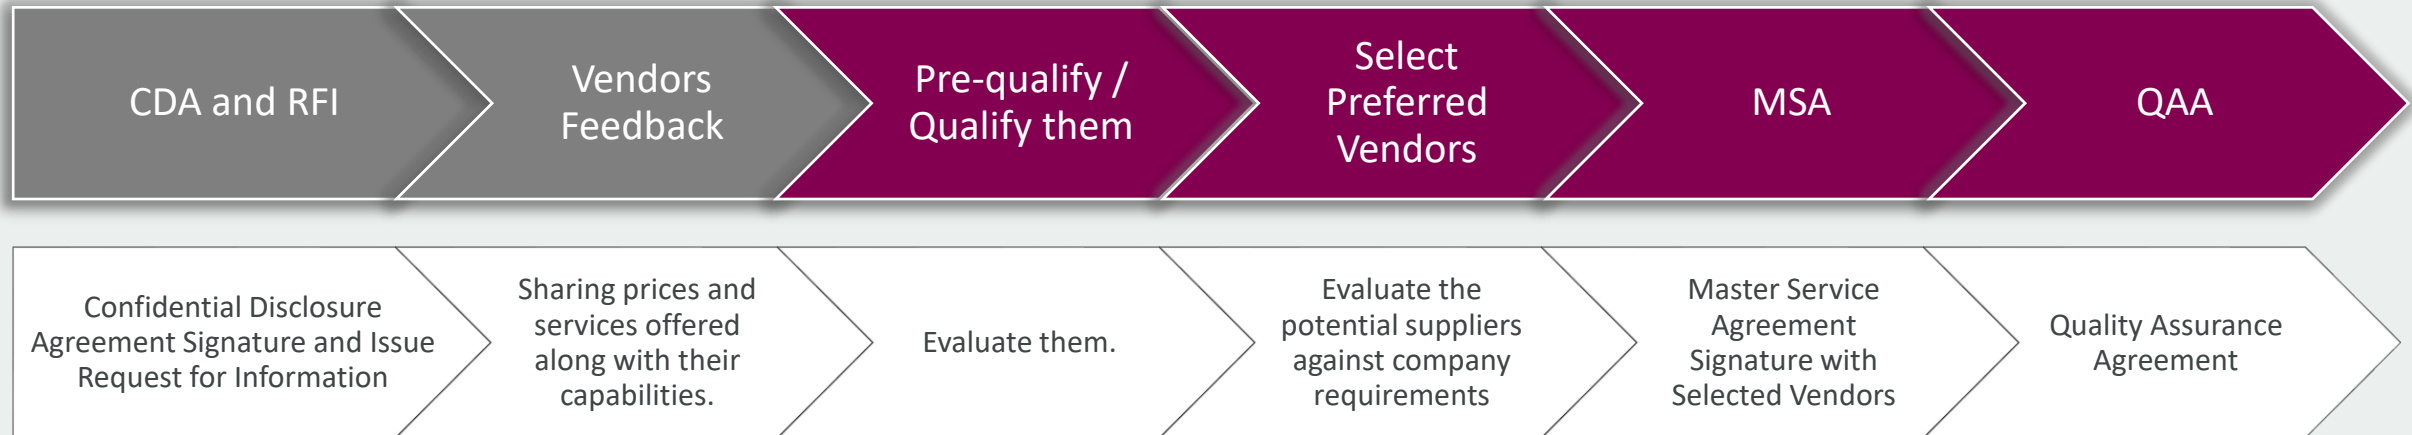 CDA and RFI
Vendors
Feedback
Pre-qualify /
Qualify them
Select
Preferred
Vendors
MSA
QAA
Confidential Disclosure
Agreement Signature and Issue
Request for Information
Sharing prices and
services offered
along with their
capabilities.
Evaluate them.
Evaluate the
potential suppliers
against company
requirements
Master Service
Agreement
Signature with
Selected Vendors
Quality Assurance
Agreement